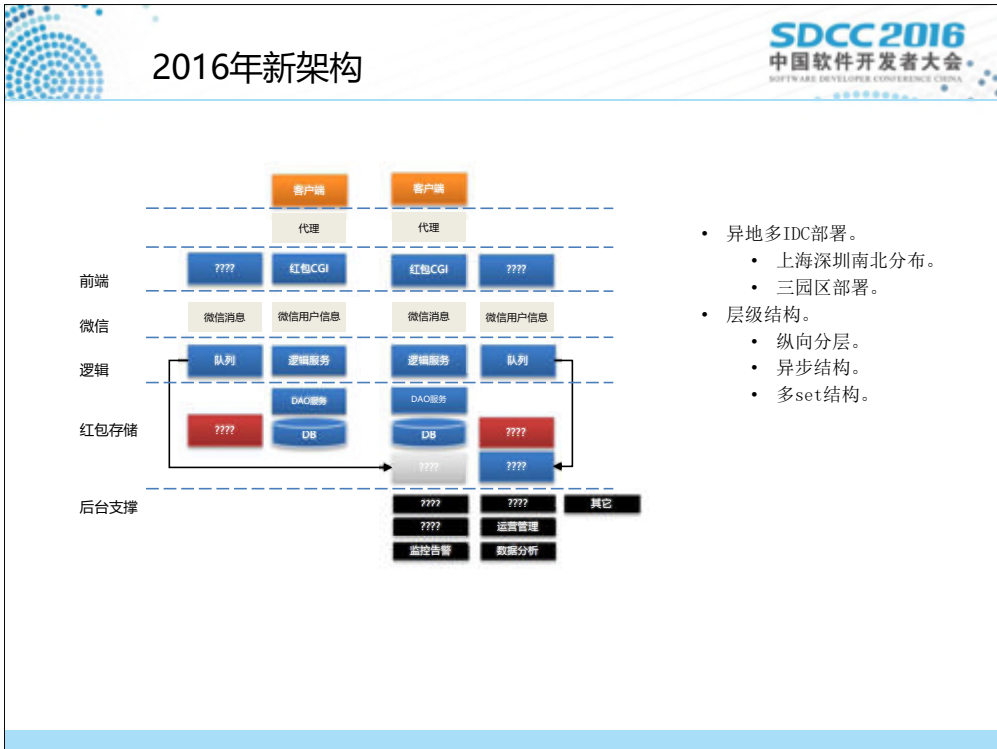 2016年新架构
SDCC 2016
中国软件开发者大会
SOFTWARE DEVELOPER CONFERENCE CHINA
客户端
客户端
代理
代理
前端
????
红包CGI
红包CGI
????
微信
微信消息
微信用户信息
微信消息
微信用户信息
逻辑
队列
逻辑服务
逻辑服务
队列
DAO服务
DAO服务
红包存储
????
DB
DB
????
????
????
后台支撑
????
????
其它
????
运营管理
监控告警
数据分析
• 异地多IDC部署。
• 上海深圳南北分布。
• 三园区部署。
• 层级结构。
• 纵向分层。
• 异步结构。
• 多set结构。